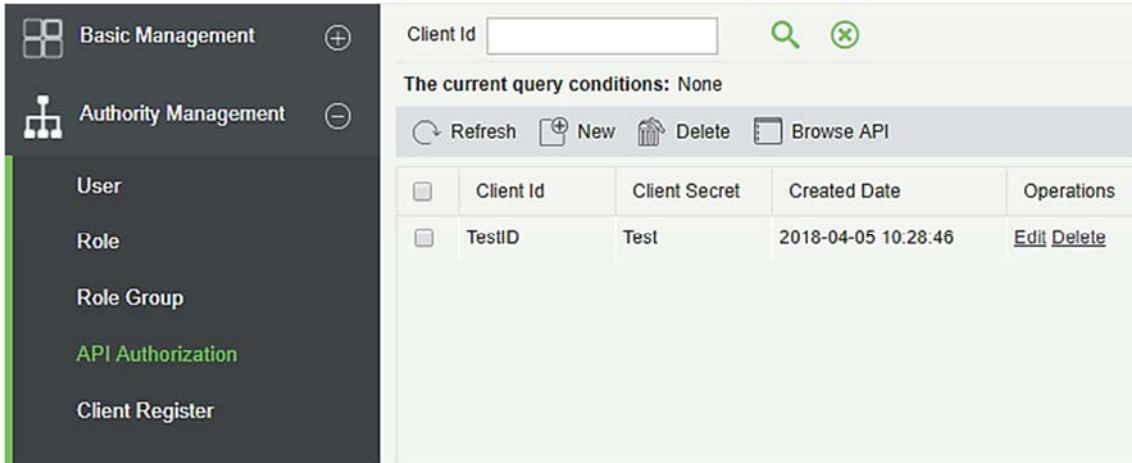 Basic Management
Authority Management
User
Role
Role Group
API Authorization
Client Register
Client Id
The current query conditions: None
Refresh New Delete Browse API
Client Id Client Secret Created Date Operations
TestID Test 2018-04-05 10:28:46 Edit Delete